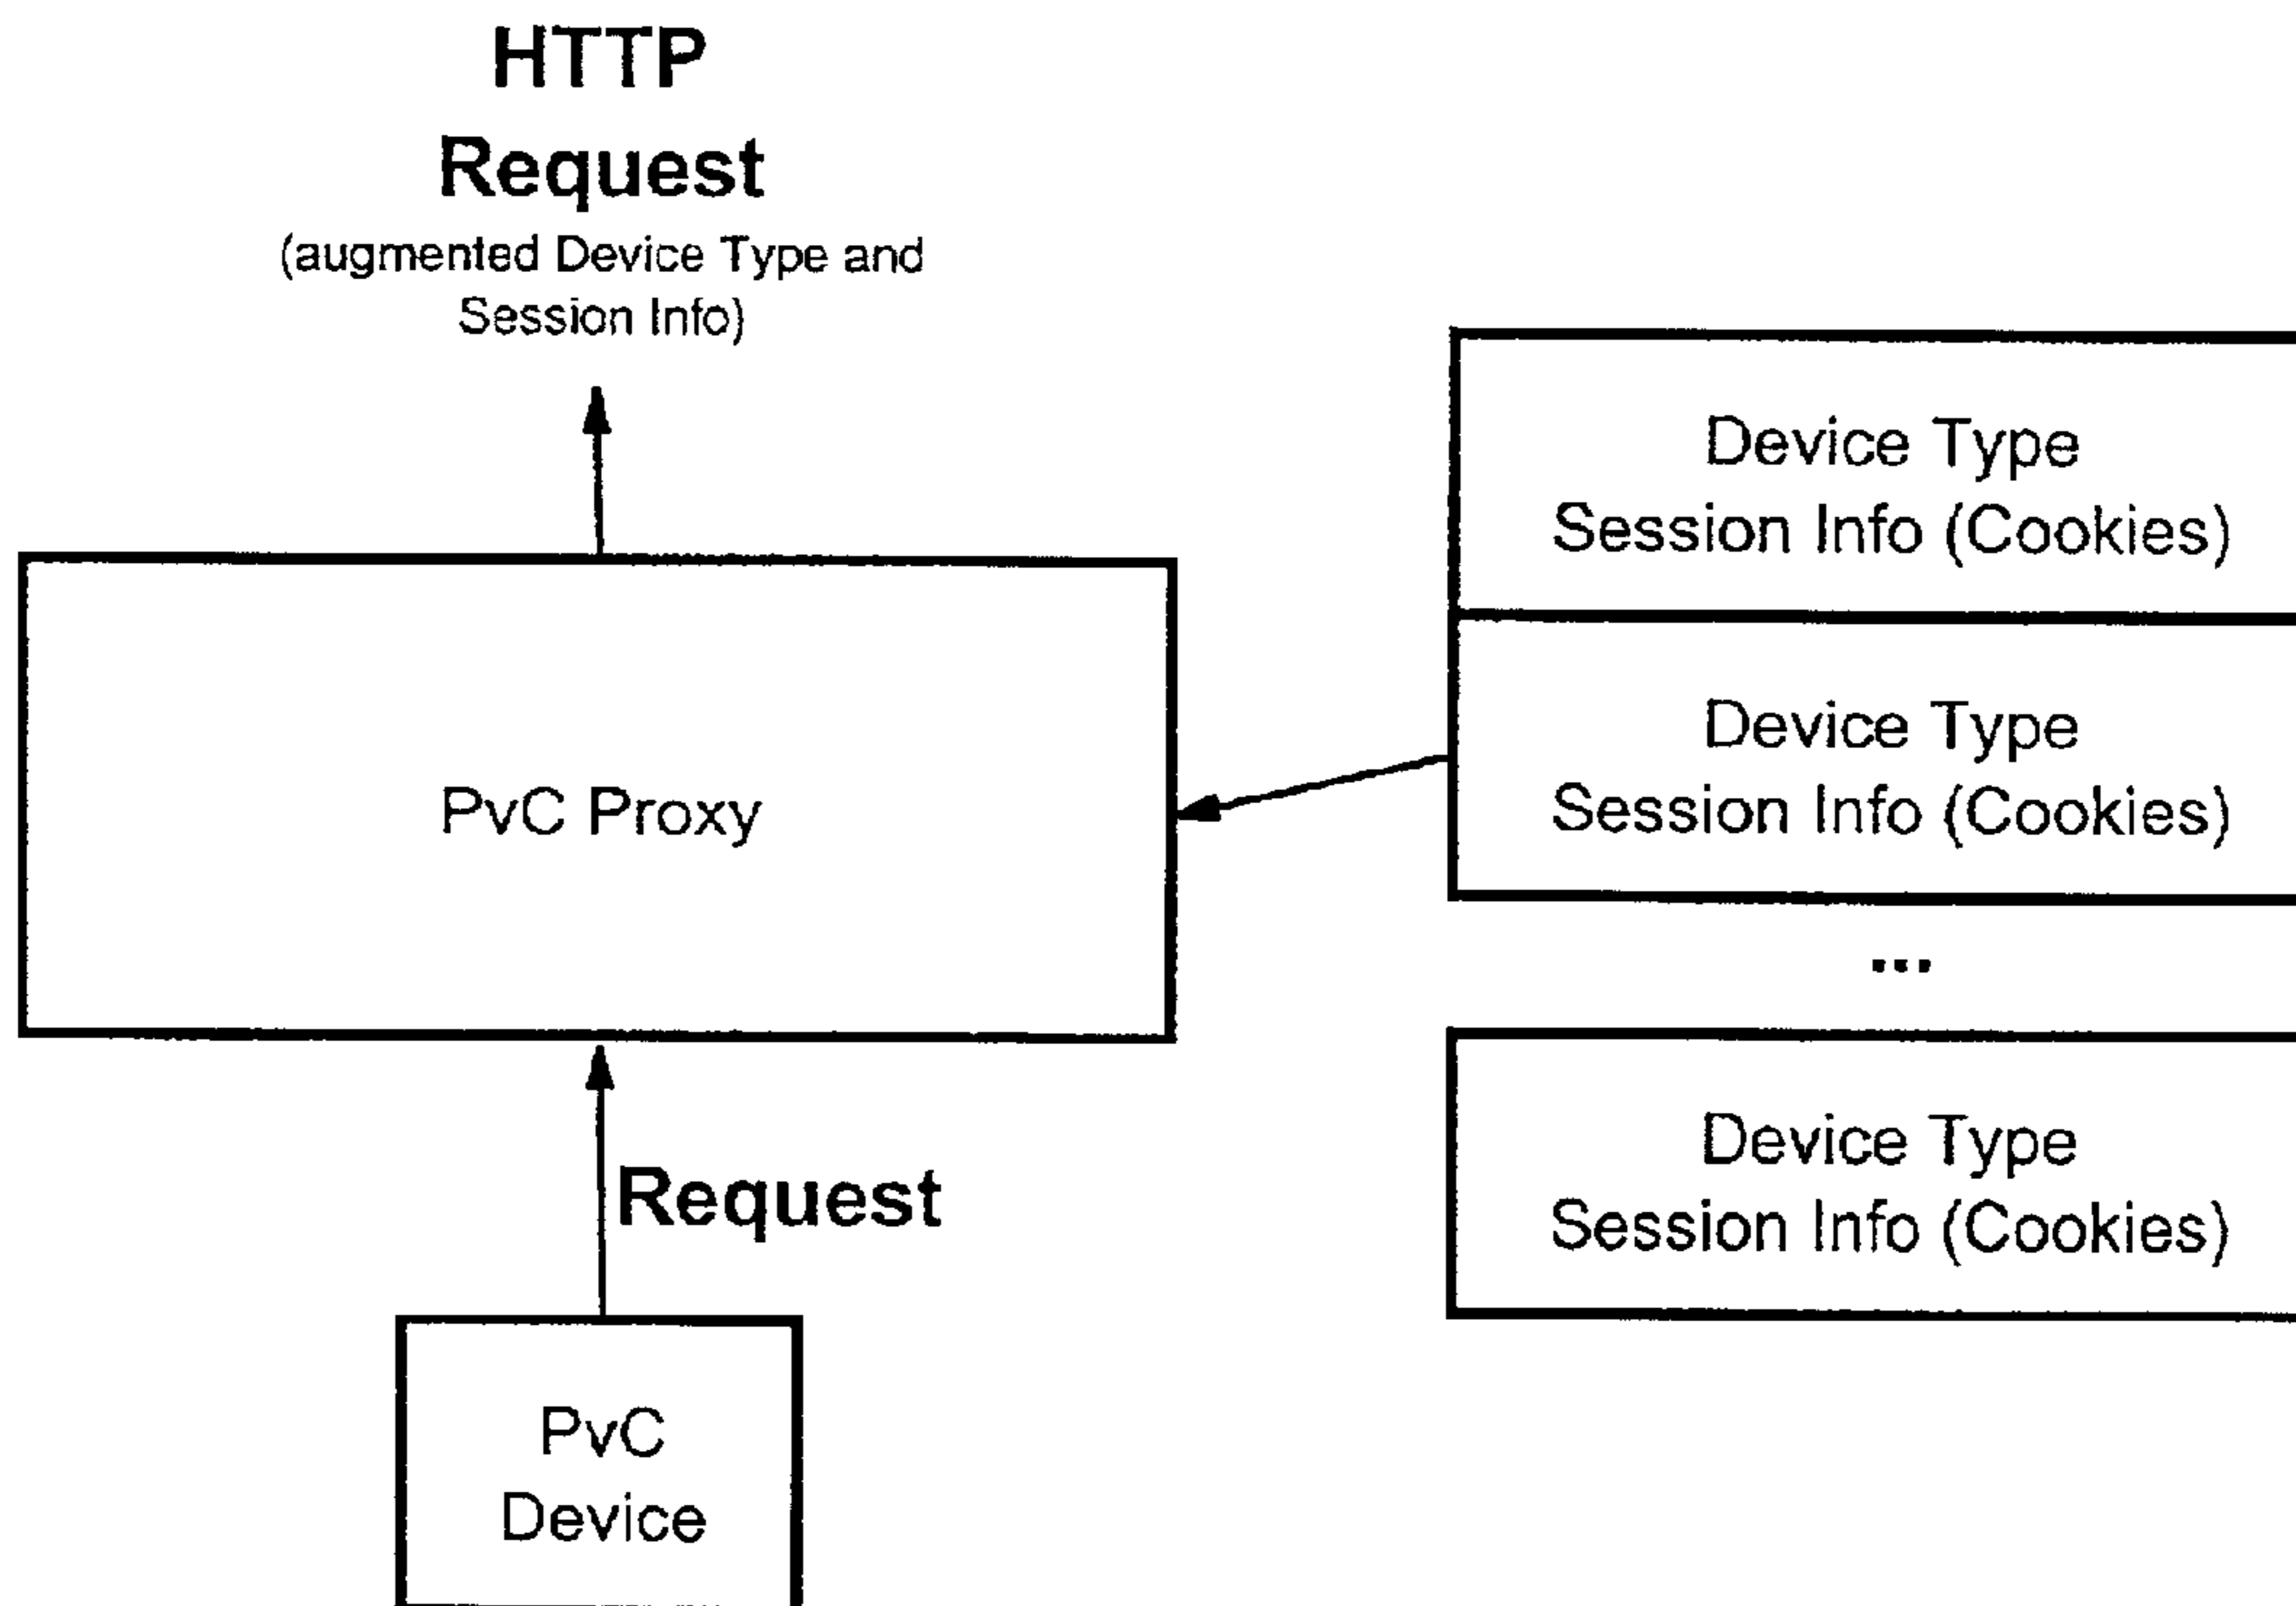 HTTP
Request
(augmented Device Type and
Session Info)
Device Type
Session Info (Cookies)
PvC Proxy
Device Type
Session Info (Cookies)
...
Device Type
Session Info (Cookies)
Request
PvC
Device